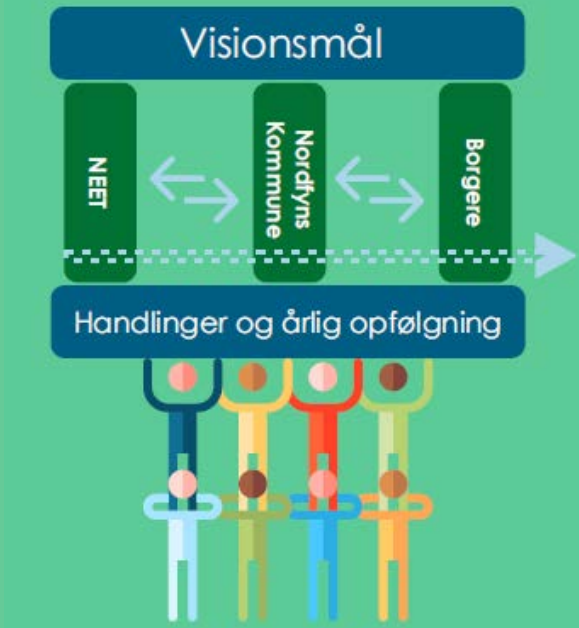 Visionsmål
NEET
Nordfyns
Kommune
Borgere
Handlinger og årlig opfølgning